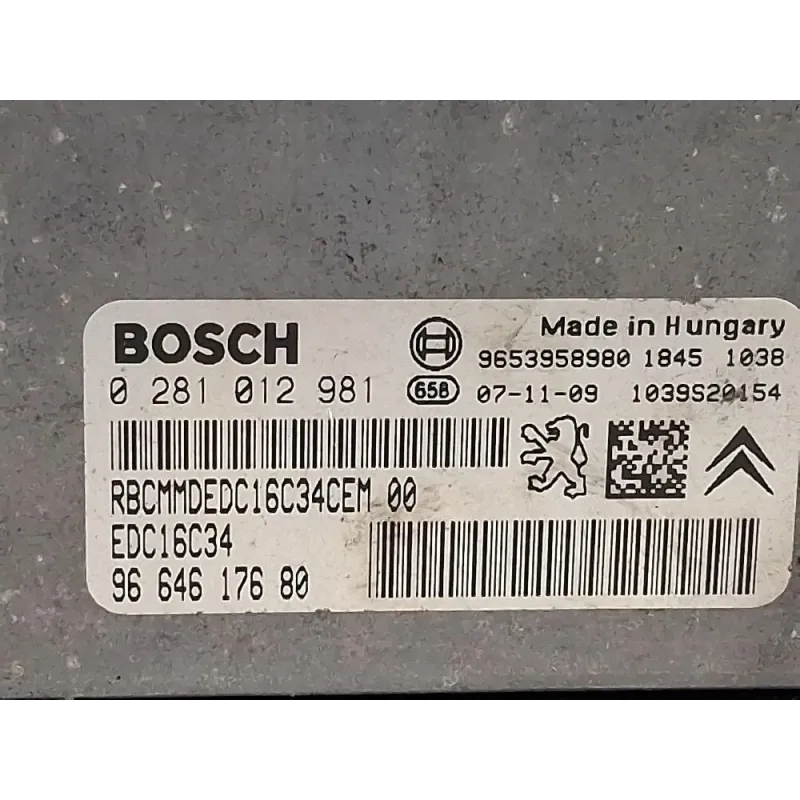 BOSCH
Made in Hungary
9653958980 1845 1038
0 281 012 981
658
07-11-09 1039S20154
RBCMMDEDC16C34CEM 00
EDC16C34
96 646 176 80